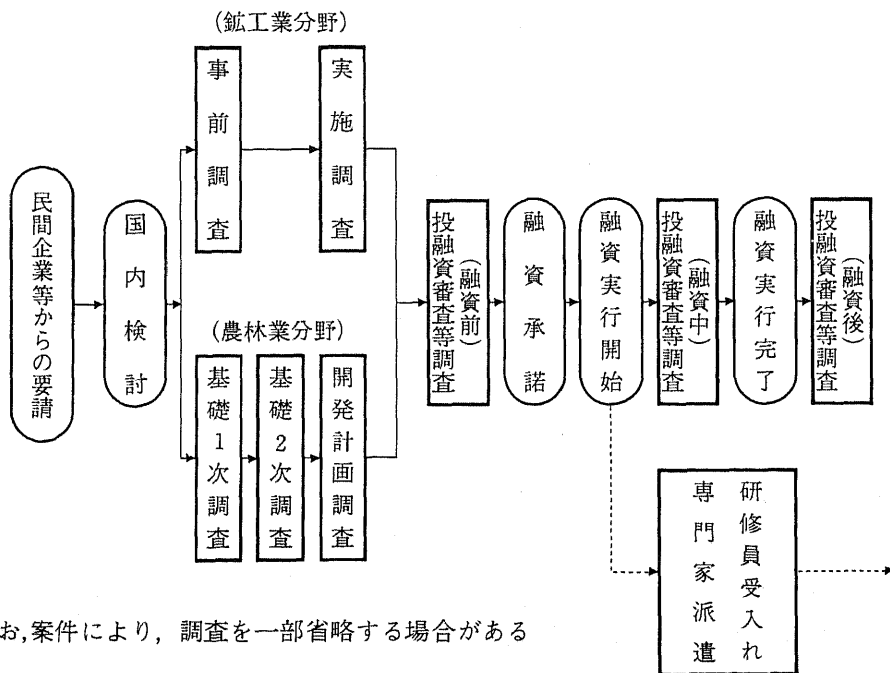 (鉱工業分野)
事前調査
実施調査
民間企業等からの要請
国内検討
投融資審査等調査
(融資前)
融資承諾
融資実行開始
投融資審査等調査
(融資中)
融資実行完了
投融資審査等調査
(融資後)
(農林業分野)
基礎1次調査
基礎2次調査
開発計画調査
研修員受入れ
専門家派遣
お,案件により,調査を一部省略する場合がある